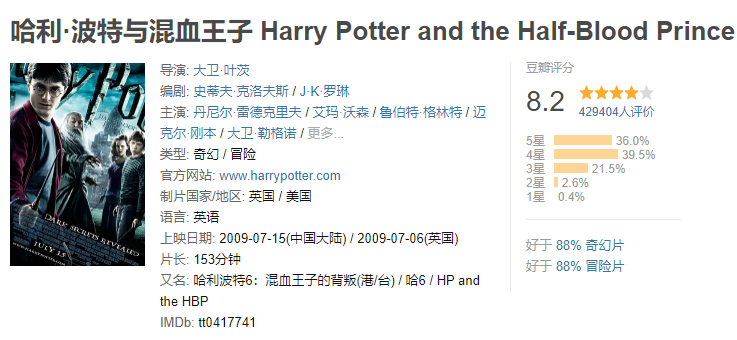 哈利·波特与混血王子 Harry Potter and the Half-Blood Prince
导演: 大卫·叶茨
编剧: 史蒂夫·克洛夫斯 / J·K·罗琳
主演: 丹尼尔·雷德克里夫 / 艾玛·沃森 / 鲁伯特·格林特 / 迈
克尔·刚本 / 大卫·勒格诺 / 更多...
类型: 奇幻 / 冒险
官方网站: www.harrypotter.com
制片国家/地区: 英国 / 美国
语言: 英语
上映日期: 2009-07-15(中国大陆) / 2009-07-06(英国)
片长: 153分钟
又名: 哈利波特6：混血王子的背叛(港/台) / 哈6 / HP and
the HBP
IMDb: tt0417741
DARK SECRETS REVEALED
JULY 15
豆瓣评分
8.2
429404人评价
5星 36.0%
4星 39.5%
3星 21.5%
2星 2.6%
1星 0.4%
好于 88% 奇幻片
好于 88% 冒险片